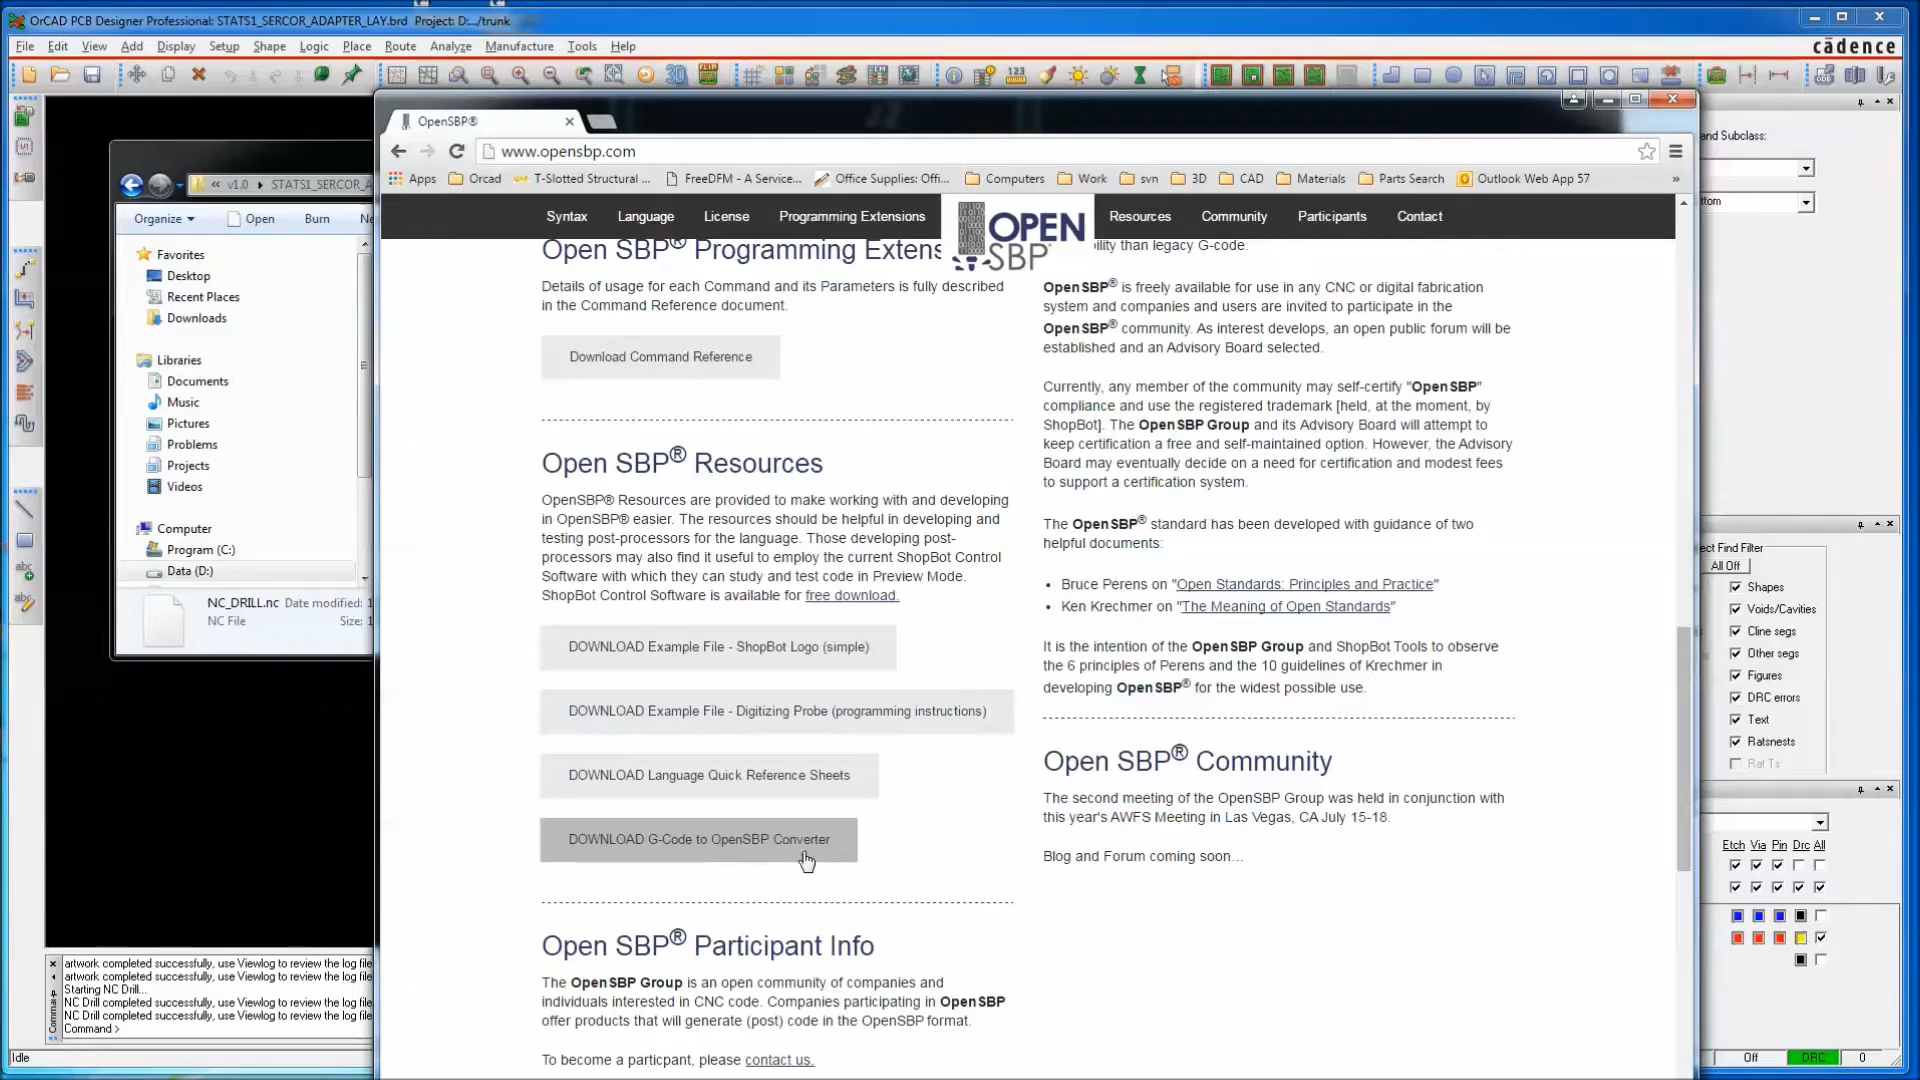 OrCAD PCB Designer Professional: STATS1_SERCOR_ADAPTER_LAY.brd Project: D:.../trunk
File Edit View Add Display Setup Shape Logic Place Route Analyze Manufacture Tools Help
cādence
OpenSBP®
www.opensbp.com
Apps Orcad T-Slotted Structural ... FreeDFM - A Service... Office Supplies: Offi... Computers Work svn 3D CAD Materials Parts Search Outlook Web App 57 »
Syntax Language License Programming Extensions OPEN SBP Resources Community Participants Contact
« v1.0 STATS1_SERCOR_A
Organize Open Burn Ne
Favorites
Desktop
Recent Places
Downloads
Libraries
Documents
Music
Pictures
Problems
Projects
Videos
Computer
Program (C:)
Data (D:)
NC_DRILL.nc Date modified: 1
NC File Size: 1
Open SBP® Programming Extens
Details of usage for each Command and its Parameters is fully described
in the Command Reference document.
Download Command Reference
Open SBP® Resources
OpenSBP® Resources are provided to make working with and developing
in OpenSBP® easier. The resources should be helpful in developing and
testing post-processors for the language. Those developing post-
processors may also find it useful to employ the current ShopBot Control
Software with which they can study and test code in Preview Mode.
ShopBot Control Software is available for free download.
DOWNLOAD Example File - ShopBot Logo (simple)
DOWNLOAD Example File - Digitizing Probe (programming instructions)
DOWNLOAD Language Quick Reference Sheets
DOWNLOAD G-Code to OpenSBP Converter
Open SBP® Participant Info
The OpenSBP Group is an open community of companies and
individuals interested in CNC code. Companies participating in OpenSBP
offer products that will generate (post) code in the OpenSBP format.
To become a particpant, please contact us.
bility than legacy G-code.
OpenSBP® is freely available for use in any CNC or digital fabrication
system and companies and users are invited to participate in the
OpenSBP® community. As interest develops, an open public forum will be
established and an Advisory Board selected.
Currently, any member of the community may self-certify "OpenSBP"
compliance and use the registered trademark [held, at the moment, by
ShopBot]. The OpenSBP Group and its Advisory Board will attempt to
keep certification a free and self-maintained option. However, the Advisory
Board may eventually decide on a need for certification and modest fees
to support a certification system.
The OpenSBP® standard has been developed with guidance of two
helpful documents:
• Bruce Perens on "Open Standards: Principles and Practice"
• Ken Krechmer on "The Meaning of Open Standards"
It is the intention of the OpenSBP Group and ShopBot Tools to observe
the 6 principles of Perens and the 10 guidelines of Krechmer in
developing OpenSBP® for the widest possible use.
Open SBP® Community
The second meeting of the OpenSBP Group was held in conjunction with
this year's AWFS Meeting in Las Vegas, CA July 15-18.
Blog and Forum coming soon…
and Subclass:
ttom
ect Find Filter
All Off
Shapes
Voids/Cavities
Cline segs
Other segs
Figures
DRC errors
Text
Ratsnests
Rat Ts
Etch Via Pin Drc All
artwork completed successfully, use Viewlog to review the log file
artwork completed successfully, use Viewlog to review the log file
Starting NC Drill...
NC Drill completed successfully, use Viewlog to review the log file
NC Drill completed successfully, use Viewlog to review the log file
Command >
Idle Off DRC 0